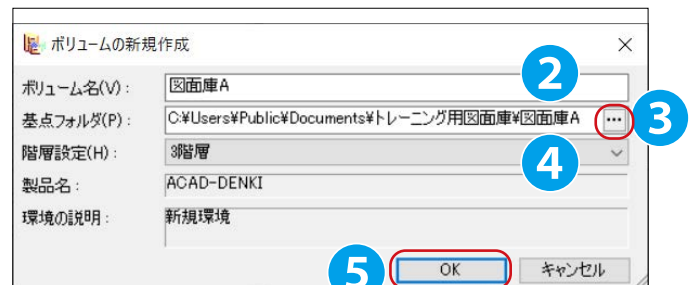 ボリュームの新規作成
2
ボリューム名(V) : 図面庫A
基点フォルダ(P) : C:¥Users¥Public¥Documents¥トレーニング用図面庫¥図面庫A ... 3
階層設定(H) : 3階層 4
製品名 : ACAD-DENKI
環境の説明 : 新規環境
5 OK キャンセル